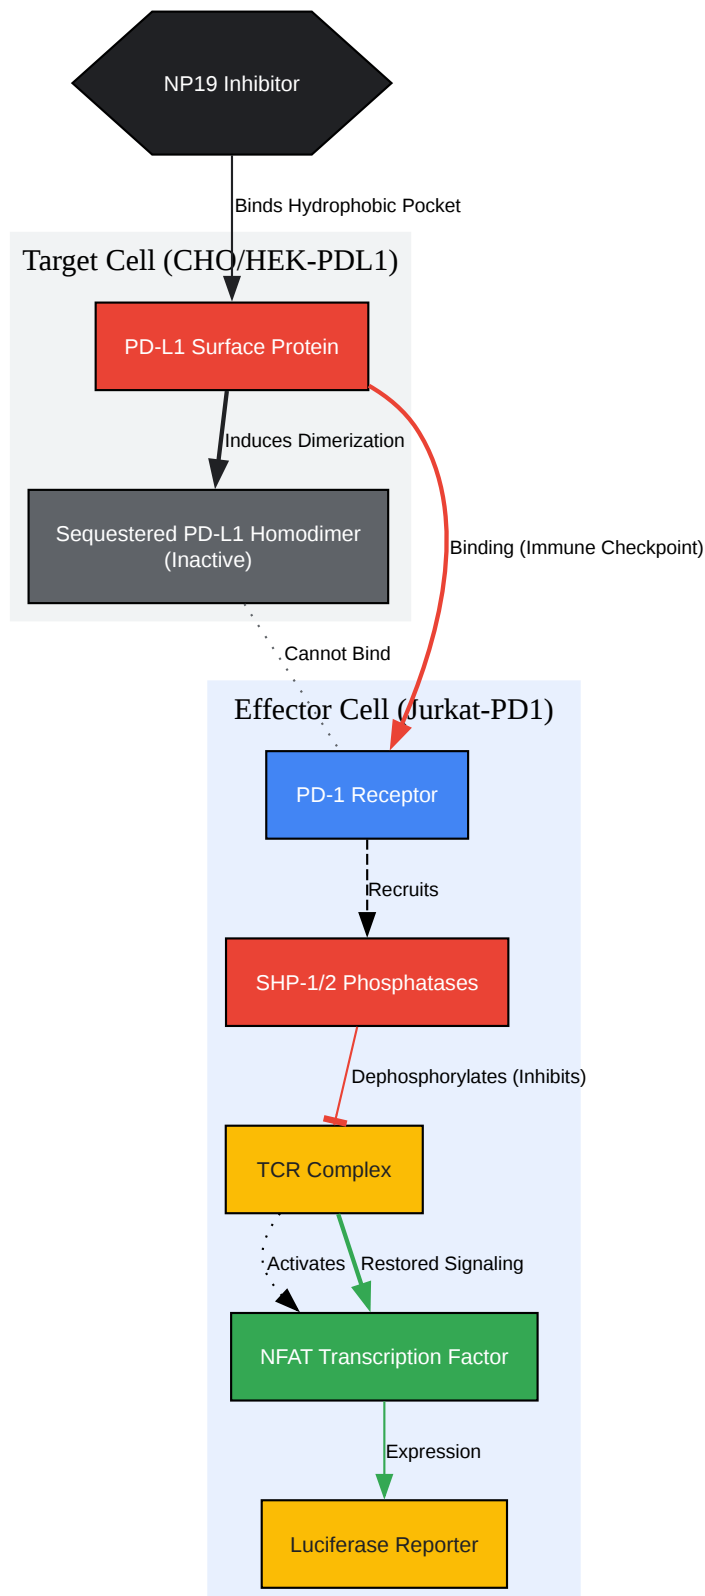 NP19 Inhibitor
Binds Hydrophobic Pocket
Target Cell (CHO/HEK-PDL1)
PD-L1 Surface Protein
Induces Dimerization
Sequestered PD-L1 Homodimer
(Inactive)
Binding (Immune Checkpoint)
Cannot Bind
Effector Cell (Jurkat-PD1)
PD-1 Receptor
Recruits
SHP-1/2 Phosphatases
Dephosphorylates (Inhibits)
TCR Complex
Activates
Restored Signaling
NFAT Transcription Factor
Expression
Luciferase Reporter